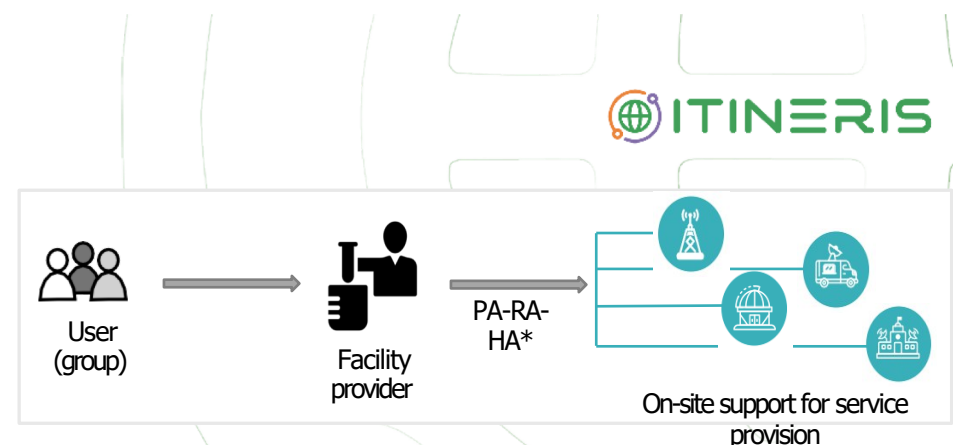 ITINERIS
User
(group)
Facility
provider
PA-RA-
HA*
On-site support for service
provision